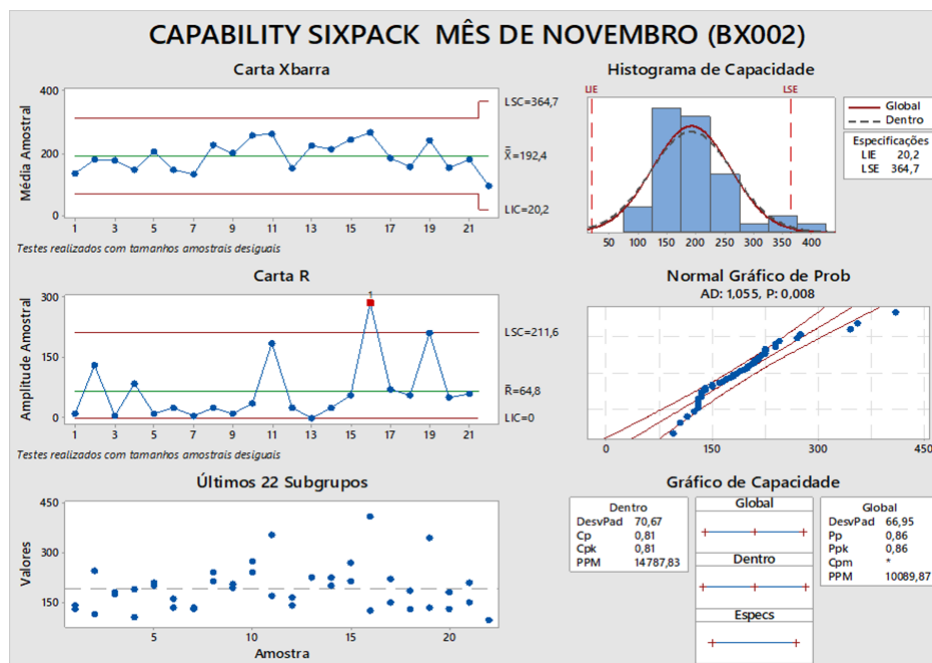 CAPABILITY SIXPACK MÊS DE NOVEMBRO (BX002)
Carta Xbarra
Média Amostral
400
200
0
LSC=364,7
X̿=192,4
LIC=20,2
1 3 5 7 9 11 13 15 17 19 21
Testes realizados com tamanhos amostrais desiguais
Histograma de Capacidade
LIE LSE
50 100 150 200 250 300 350 400
Global
Dentro
Especificações
LIE 20,2
LSE 364,7
Carta R
Amplitude Amostral
300
150
0
1
LSC=211,6
R̄=64,8
LIC=0
1 3 5 7 9 11 13 15 17 19 21
Testes realizados com tamanhos amostrais desiguais
Normal Gráfico de Prob
AD: 1,055, P: 0,008
0 150 300 450
Últimos 22 Subgrupos
Valores
450
300
150
5 10 15 20
Amostra
Gráfico de Capacidade
Dentro
DesvPad 70,67
Cp 0,81
Cpk 0,81
PPM 14787,83
Global
Dentro
Especs
Global
DesvPad 66,95
Pp 0,86
Ppk 0,86
Cpm *
PPM 10089,87